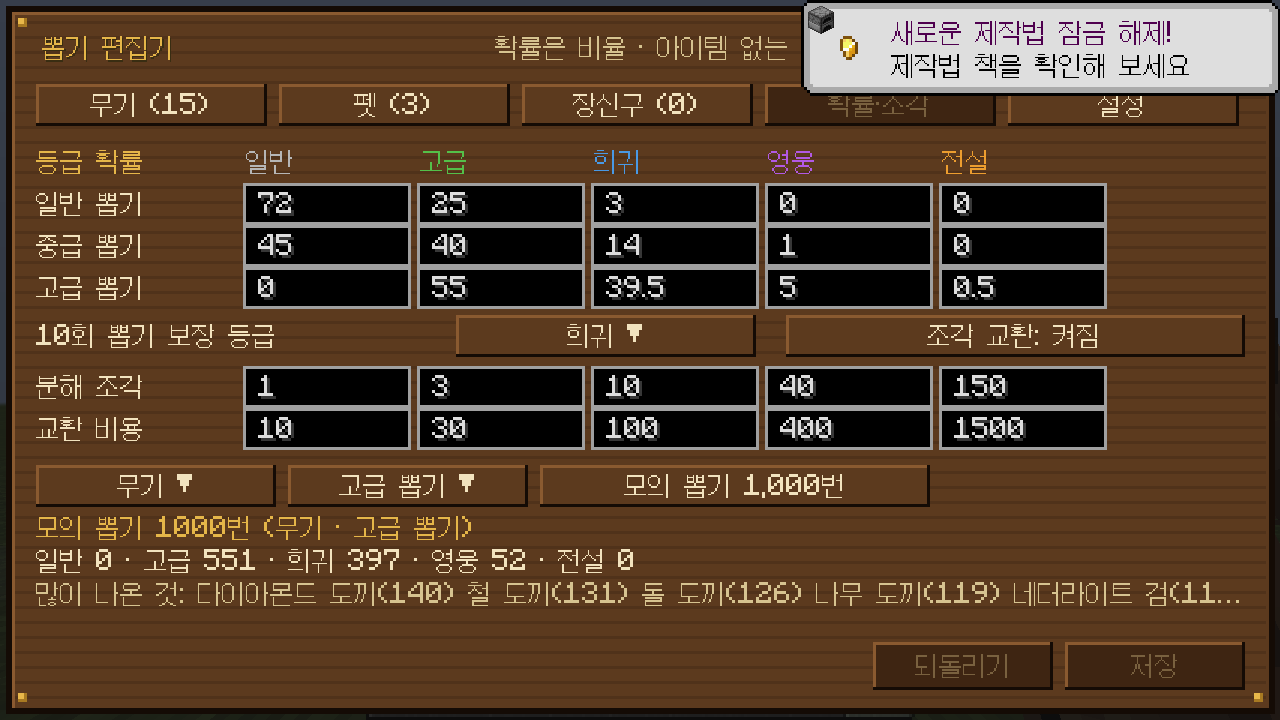 뽑기 편집기
확률은 비율 · 아이템 없는
새로운 제작법 잠금 해제!
제작법 책을 확인해 보세요
무기 (15) 펫 (3) 장신구 (0) 확률·조각 설정
등급 확률 일반 고급 희귀 영웅 전설
일반 뽑기 72 25 3 0 0
중급 뽑기 45 40 14 1 0
고급 뽑기 0 55 39.5 5 0.5
10회 뽑기 보장 등급 희귀 ▼ 조각 교환: 켜짐
분해 조각 1 3 10 40 150
교환 비용 10 30 100 400 1500
무기 ▼ 고급 뽑기 ▼ 모의 뽑기 1,000번
모의 뽑기 1000번 (무기 · 고급 뽑기)
일반 0 · 고급 551 · 희귀 397 · 영웅 52 · 전설 0
많이 나온 것: 다이아몬드 도끼(140) 철 도끼(131) 돌 도끼(126) 나무 도끼(119) 네더라이트 검(11...
되돌리기 저장